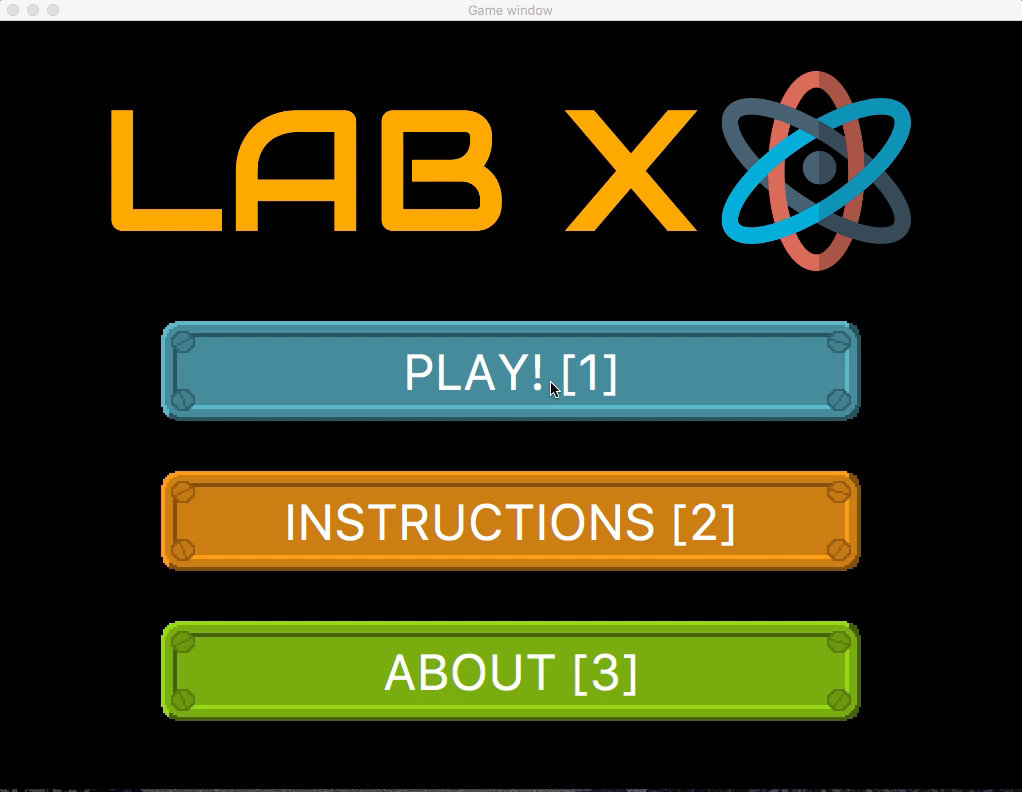 Game window
LAB X
PLAY! [1]
INSTRUCTIONS [2]
ABOUT [3]